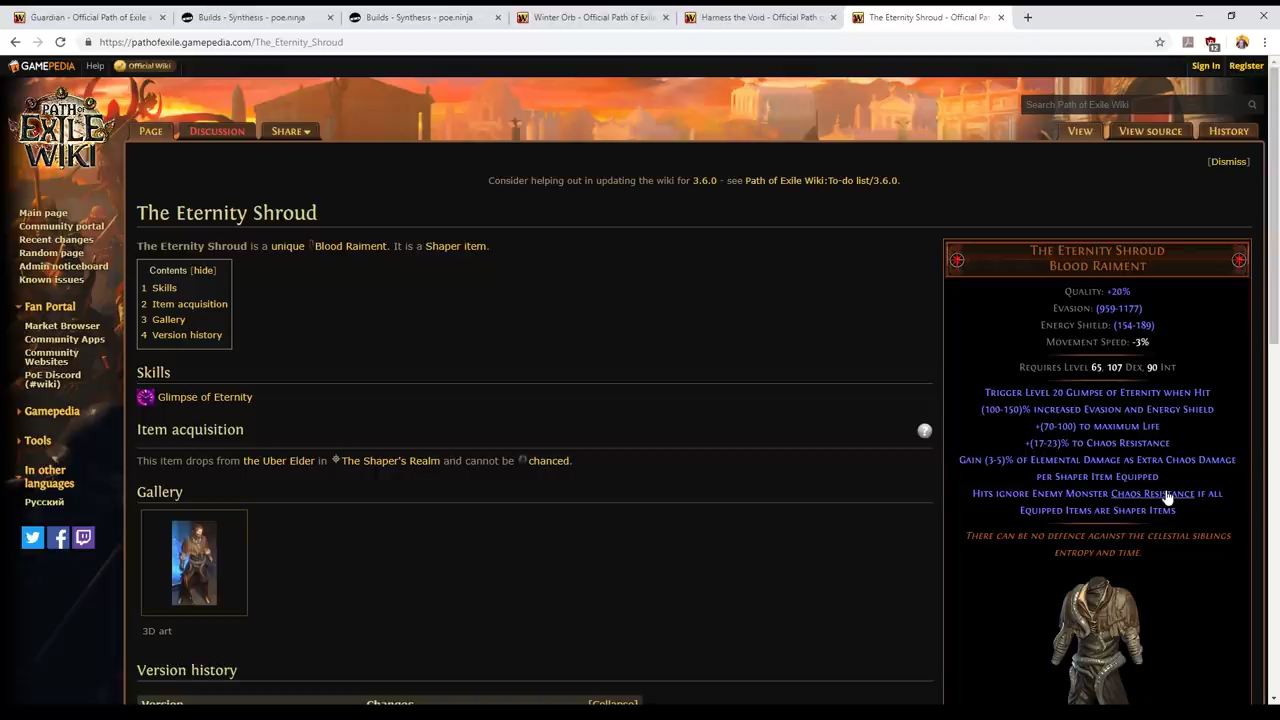 Guardian - Official Path of Exile
Builds - Synthesis - poe.ninja
Builds - Synthesis - poe.ninja
Winter Orb - Official Path of Exile
Harness the Void - Official Path
The Eternity Shroud - Official Pa
https://pathofexile.gamepedia.com/The_Eternity_Shroud
12
GAMEPEDIA
Help
Official Wiki
Sign In
Register
PATH OF EXILE WIKI
Search Path of Exile Wiki
PAGE
DISCUSSION
SHARE
VIEW
VIEW SOURCE
HISTORY
[Dismiss]
Consider helping out in updating the wiki for 3.6.0 - see Path of Exile Wiki:To-do list/3.6.0.
Main page
Community portal
Recent changes
Random page
Admin noticeboard
Known issues
Fan Portal
Market Browser
Community Apps
Community
Websites
PoE Discord
(#wiki)
Gamepedia
Tools
In other
languages
Русский
The Eternity Shroud
The Eternity Shroud is a unique Blood Raiment. It is a Shaper item.
Contents [hide]
1 Skills
2 Item acquisition
3 Gallery
4 Version history
Skills
Glimpse of Eternity
Item acquisition
?
This item drops from the Uber Elder in The Shaper's Realm and cannot be chanced.
Gallery
3D art
Version history
Version
Changes
[Collapse]
THE ETERNITY SHROUD
BLOOD RAIMENT
QUALITY: +20%
EVASION: (959-1177)
ENERGY SHIELD: (154-189)
MOVEMENT SPEED: -3%
REQUIRES LEVEL 65, 107 DEX, 90 INT
TRIGGER LEVEL 20 GLIMPSE OF ETERNITY WHEN HIT
(100-150)% INCREASED EVASION AND ENERGY SHIELD
+(70-100) TO MAXIMUM LIFE
+(17-23)% TO CHAOS RESISTANCE
GAIN (3-5)% OF ELEMENTAL DAMAGE AS EXTRA CHAOS DAMAGE
PER SHAPER ITEM EQUIPPED
HITS IGNORE ENEMY MONSTER CHAOS RESISTANCE IF ALL
EQUIPPED ITEMS ARE SHAPER ITEMS
THERE CAN BE NO DEFENCE AGAINST THE CELESTIAL SIBLINGS
ENTROPY AND TIME.